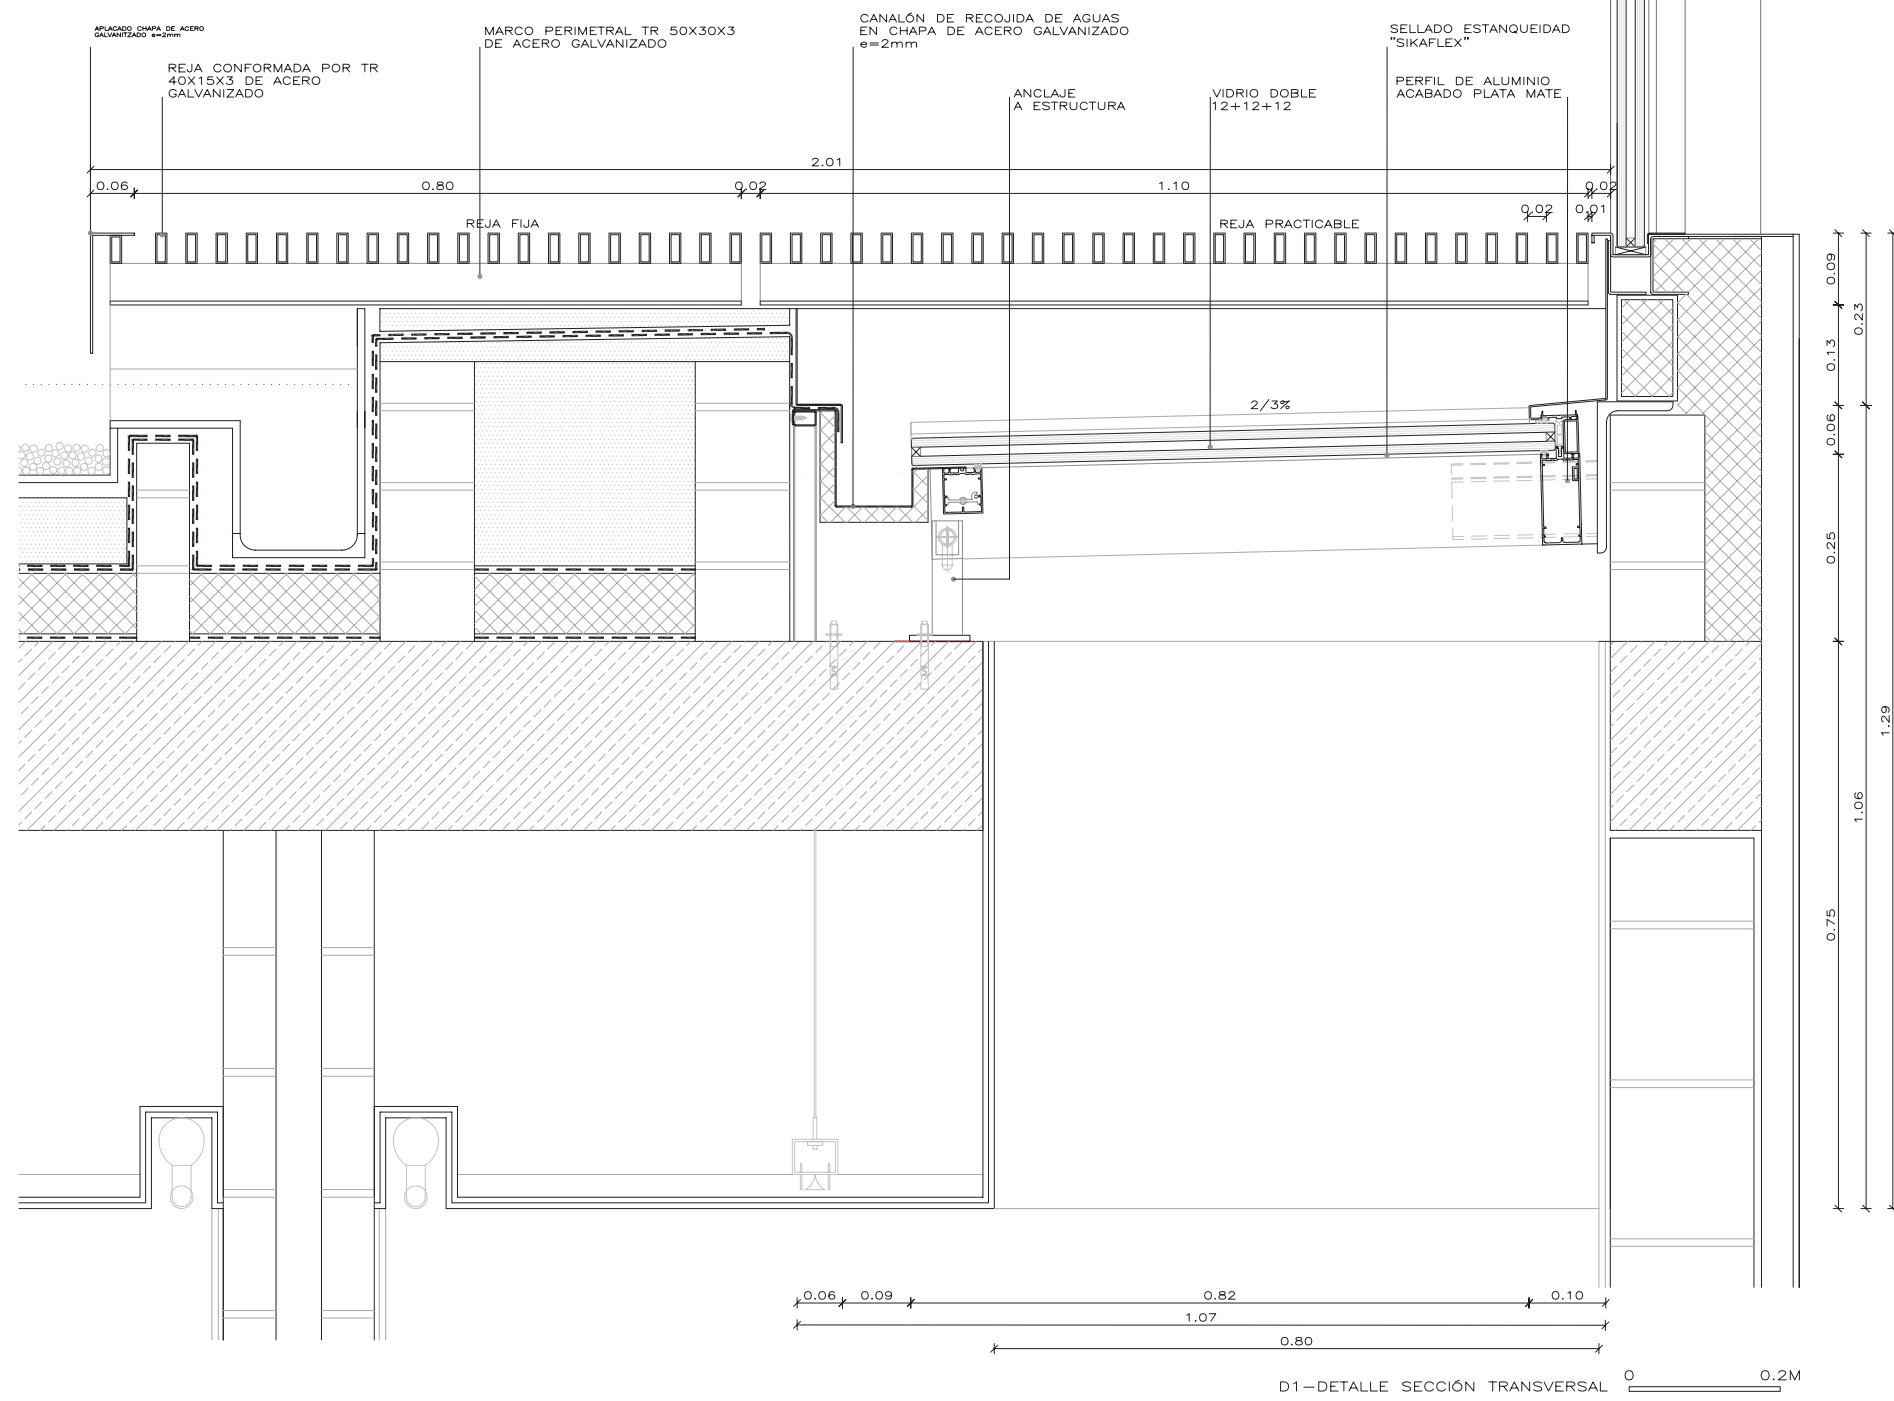 APLACADO CHAPA DE ACERO
GALVANITZADO e=2mm
REJA CONFORMADA POR TR
40X15X3 DE ACERO
GALVANIZADO
MARCO PERIMETRAL TR 50X30X3
DE ACERO GALVANIZADO
CANALÓN DE RECOJIDA DE AGUAS
EN CHAPA DE ACERO GALVANIZADO
e=2mm
ANCLAJE
A ESTRUCTURA
VIDRIO DOBLE
12+12+12
SELLADO ESTANQUEIDAD
"SIKAFLEX"
PERFIL DE ALUMINIO
ACABADO PLATA MATE
2.01
0.06
0.80
0.02
1.10
0.02
0.02
0.01
REJA FIJA
REJA PRACTICABLE
2/3%
0.09
0.23
0.13
0.06
0.25
1.29
1.06
0.75
0.06
0.09
0.82
0.10
1.07
0.80
D1-DETALLE SECCIÓN TRANSVERSAL
0
0.2M